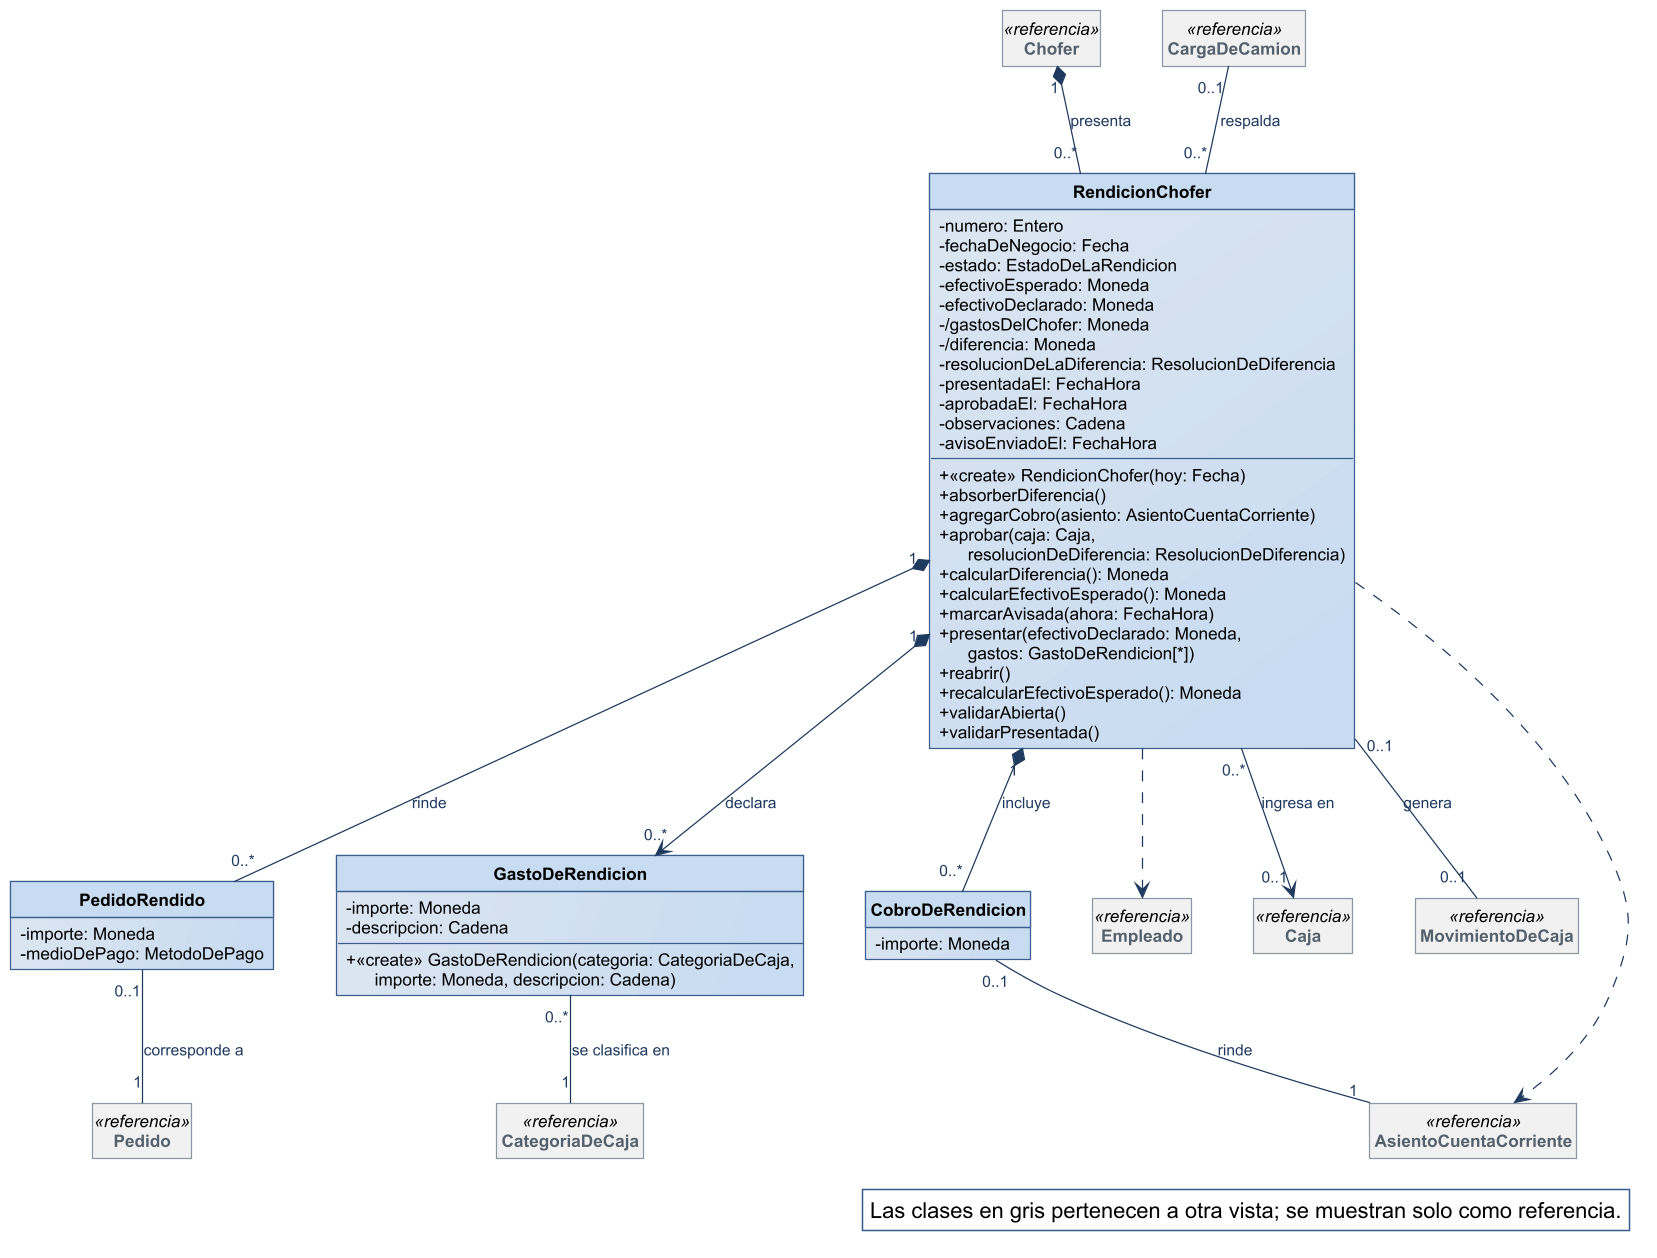 «referencia»
Chofer
«referencia»
CargaDeCamion
1
0..1
presenta
respalda
0..*
0..*
RendicionChofer
-numero: Entero
-fechaDeNegocio: Fecha
-estado: EstadoDeLaRendicion
-efectivoEsperado: Moneda
-efectivoDeclarado: Moneda
-/gastosDelChofer: Moneda
-/diferencia: Moneda
-resolucionDeLaDiferencia: ResolucionDeDiferencia
-presentadaEl: FechaHora
-aprobadaEl: FechaHora
-observaciones: Cadena
-avisoEnviadoEl: FechaHora
+«create» RendicionChofer(hoy: Fecha)
+absorberDiferencia()
+agregarCobro(asiento: AsientoCuentaCorriente)
+aprobar(caja: Caja,
resolucionDeDiferencia: ResolucionDeDiferencia)
+calcularDiferencia(): Moneda
+calcularEfectivoEsperado(): Moneda
+marcarAvisada(ahora: FechaHora)
+presentar(efectivoDeclarado: Moneda,
gastos: GastoDeRendicion[*])
+reabrir()
+recalcularEfectivoEsperado(): Moneda
+validarAbierta()
+validarPresentada()
1
1
1
0..*
0..1
rinde
declara
incluye
ingresa en
genera
0..*
0..*
0..*
0..1
0..1
PedidoRendido
-importe: Moneda
-medioDePago: MetodoDePago
GastoDeRendicion
-importe: Moneda
-descripcion: Cadena
+«create» GastoDeRendicion(categoria: CategoriaDeCaja,
importe: Moneda, descripcion: Cadena)
CobroDeRendicion
-importe: Moneda
«referencia»
Empleado
«referencia»
Caja
«referencia»
MovimientoDeCaja
0..1
0..*
0..1
corresponde a
se clasifica en
rinde
1
1
1
«referencia»
Pedido
«referencia»
CategoriaDeCaja
«referencia»
AsientoCuentaCorriente
Las clases en gris pertenecen a otra vista; se muestran solo como referencia.